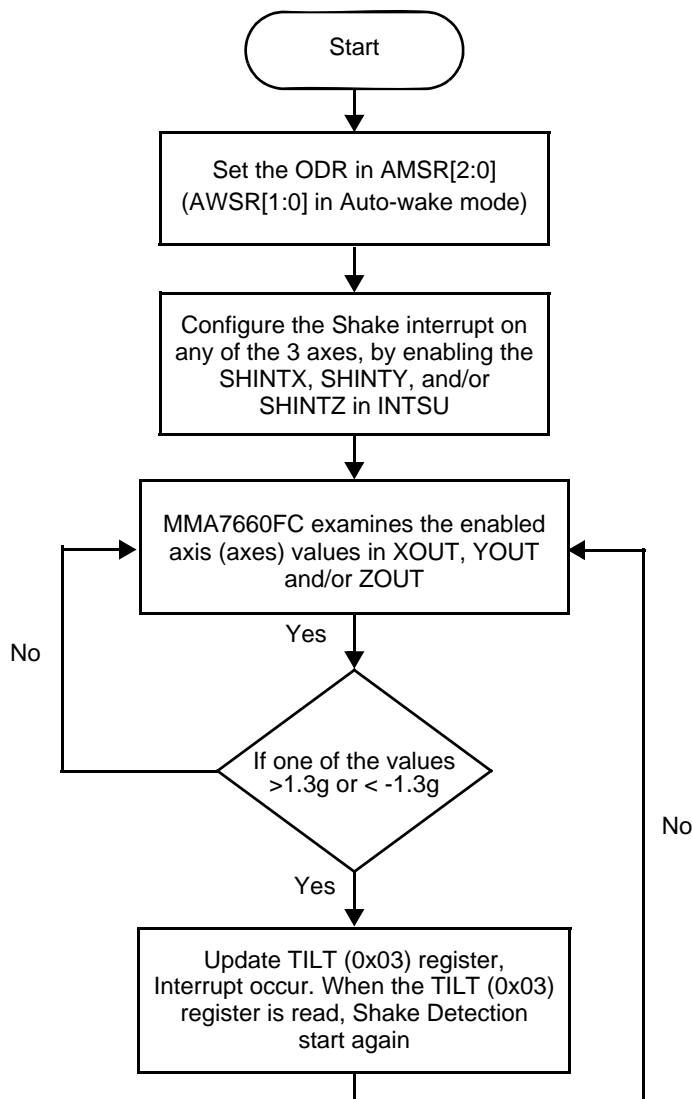 Start
Set the ODR in AMSR[2:0]
(AWSR[1:0] in Auto-wake mode)
Configure the Shake interrupt on
any of the 3 axes, by enabling the
SHINTX, SHINTY, and/or
SHINTZ in INTSU
MMA7660FC examines the enabled
axis (axes) values in XOUT, YOUT
and/or ZOUT
Yes
No
If one of the values
>1.3g or < -1.3g
No
Yes
Update TILT (0x03) register,
Interrupt occur. When the TILT (0x03)
register is read, Shake Detection
start again